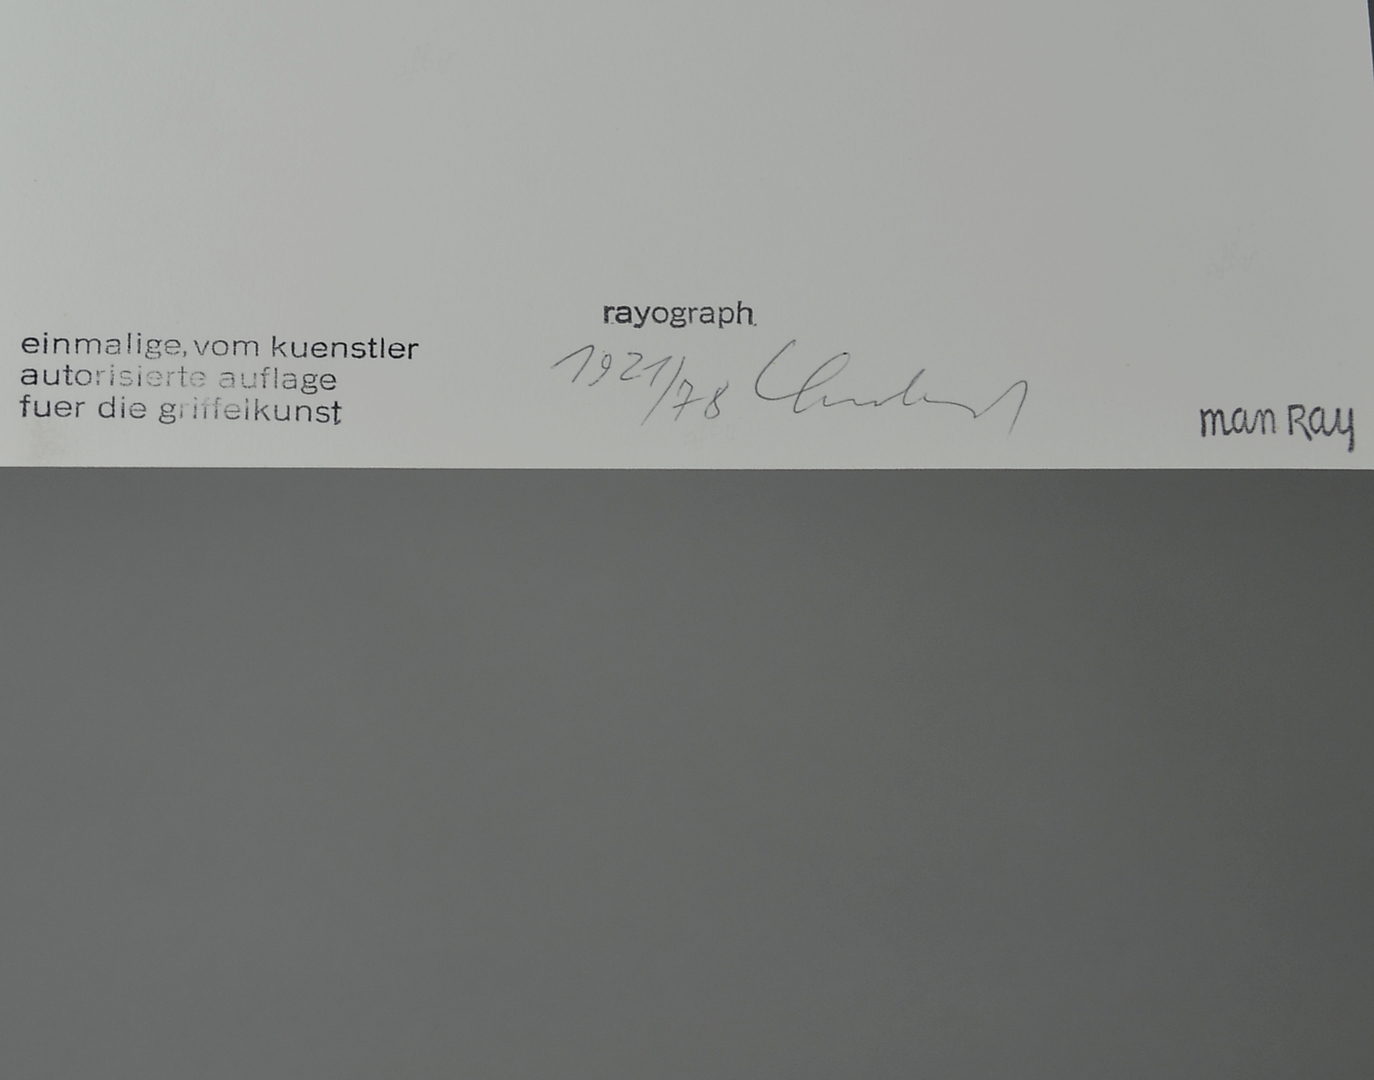 rayograph
einmalige, vom kuenstler
autorisierte auflage
fuer die griffelkunst
1921/78
man Ray